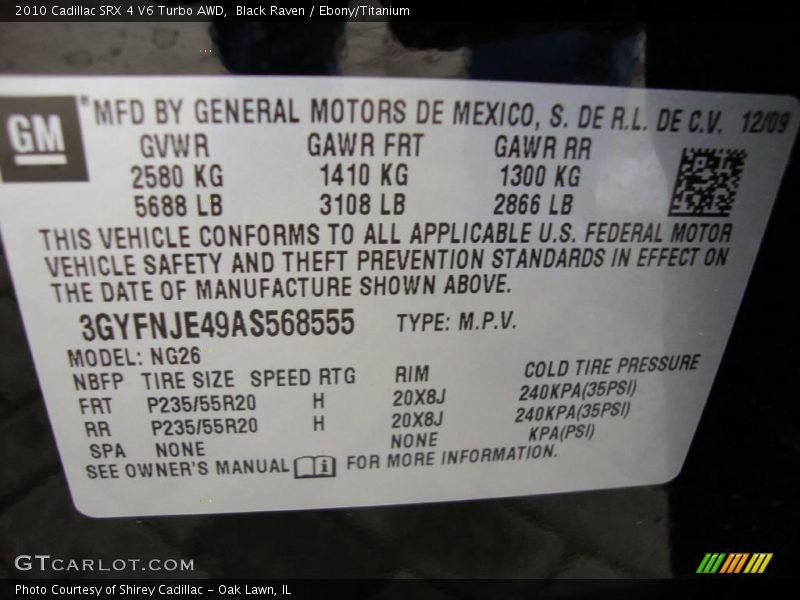 2010 Cadillac SRX 4 V6 Turbo AWD,  Black Raven / Ebony/Titanium
GM
MFD BY GENERAL MOTORS DE MEXICO, S. DE R.L. DE C.V. 12/09
GVWR GAWR FRT GAWR RR
2580 KG 1410 KG 1300 KG
5688 LB 3108 LB 2866 LB
THIS VEHICLE CONFORMS TO ALL APPLICABLE U.S. FEDERAL MOTOR
VEHICLE SAFETY AND THEFT PREVENTION STANDARDS IN EFFECT ON
THE DATE OF MANUFACTURE SHOWN ABOVE.
3GYFNJE49AS568555 TYPE: M.P.V.
MODEL: NG26
NBFP TIRE SIZE SPEED RTG RIM COLD TIRE PRESSURE
FRT P235/55R20 H 20X8J 240KPA(35PSI)
RR P235/55R20 H 20X8J 240KPA(35PSI)
SPA NONE NONE KPA(PSI)
SEE OWNER'S MANUAL i FOR MORE INFORMATION.
GTCARLOT.COM
Photo Courtesy of Shirey Cadillac - Oak Lawn, IL